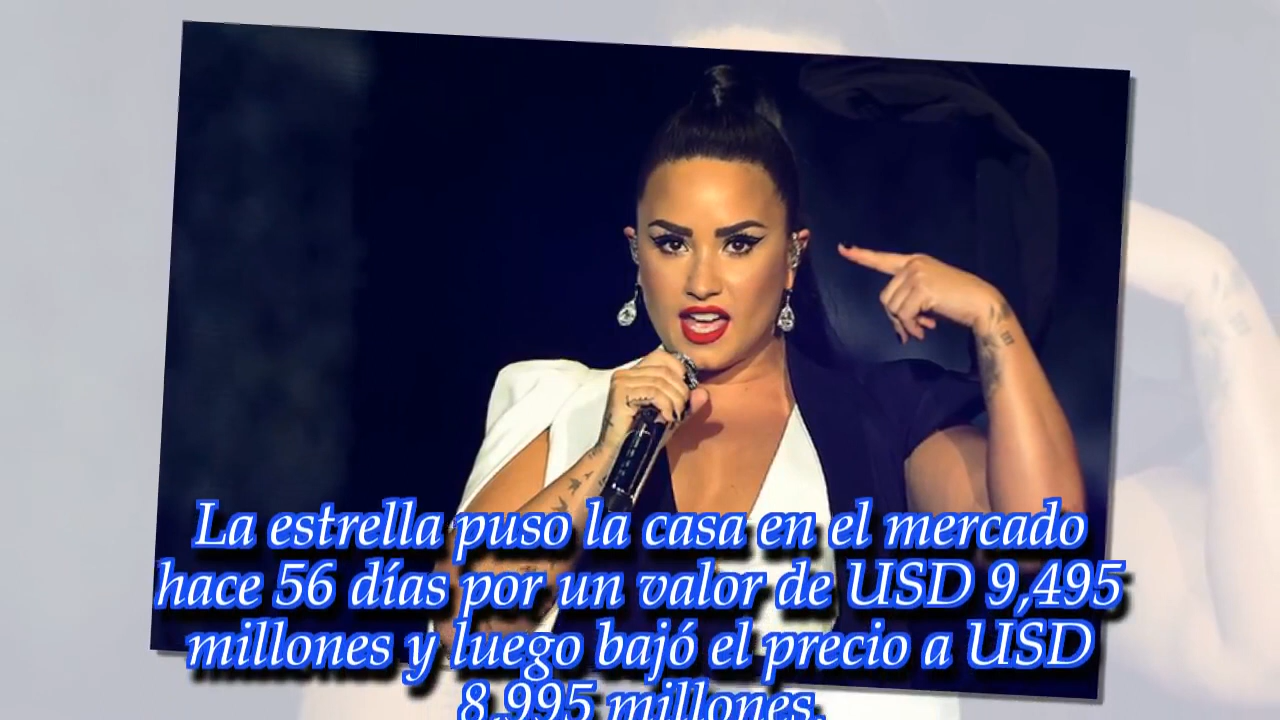 La estrella puso la casa en el mercado
hace 56 días por un valor de USD 9,495
millones y luego bajó el precio a USD
8,995 millones.